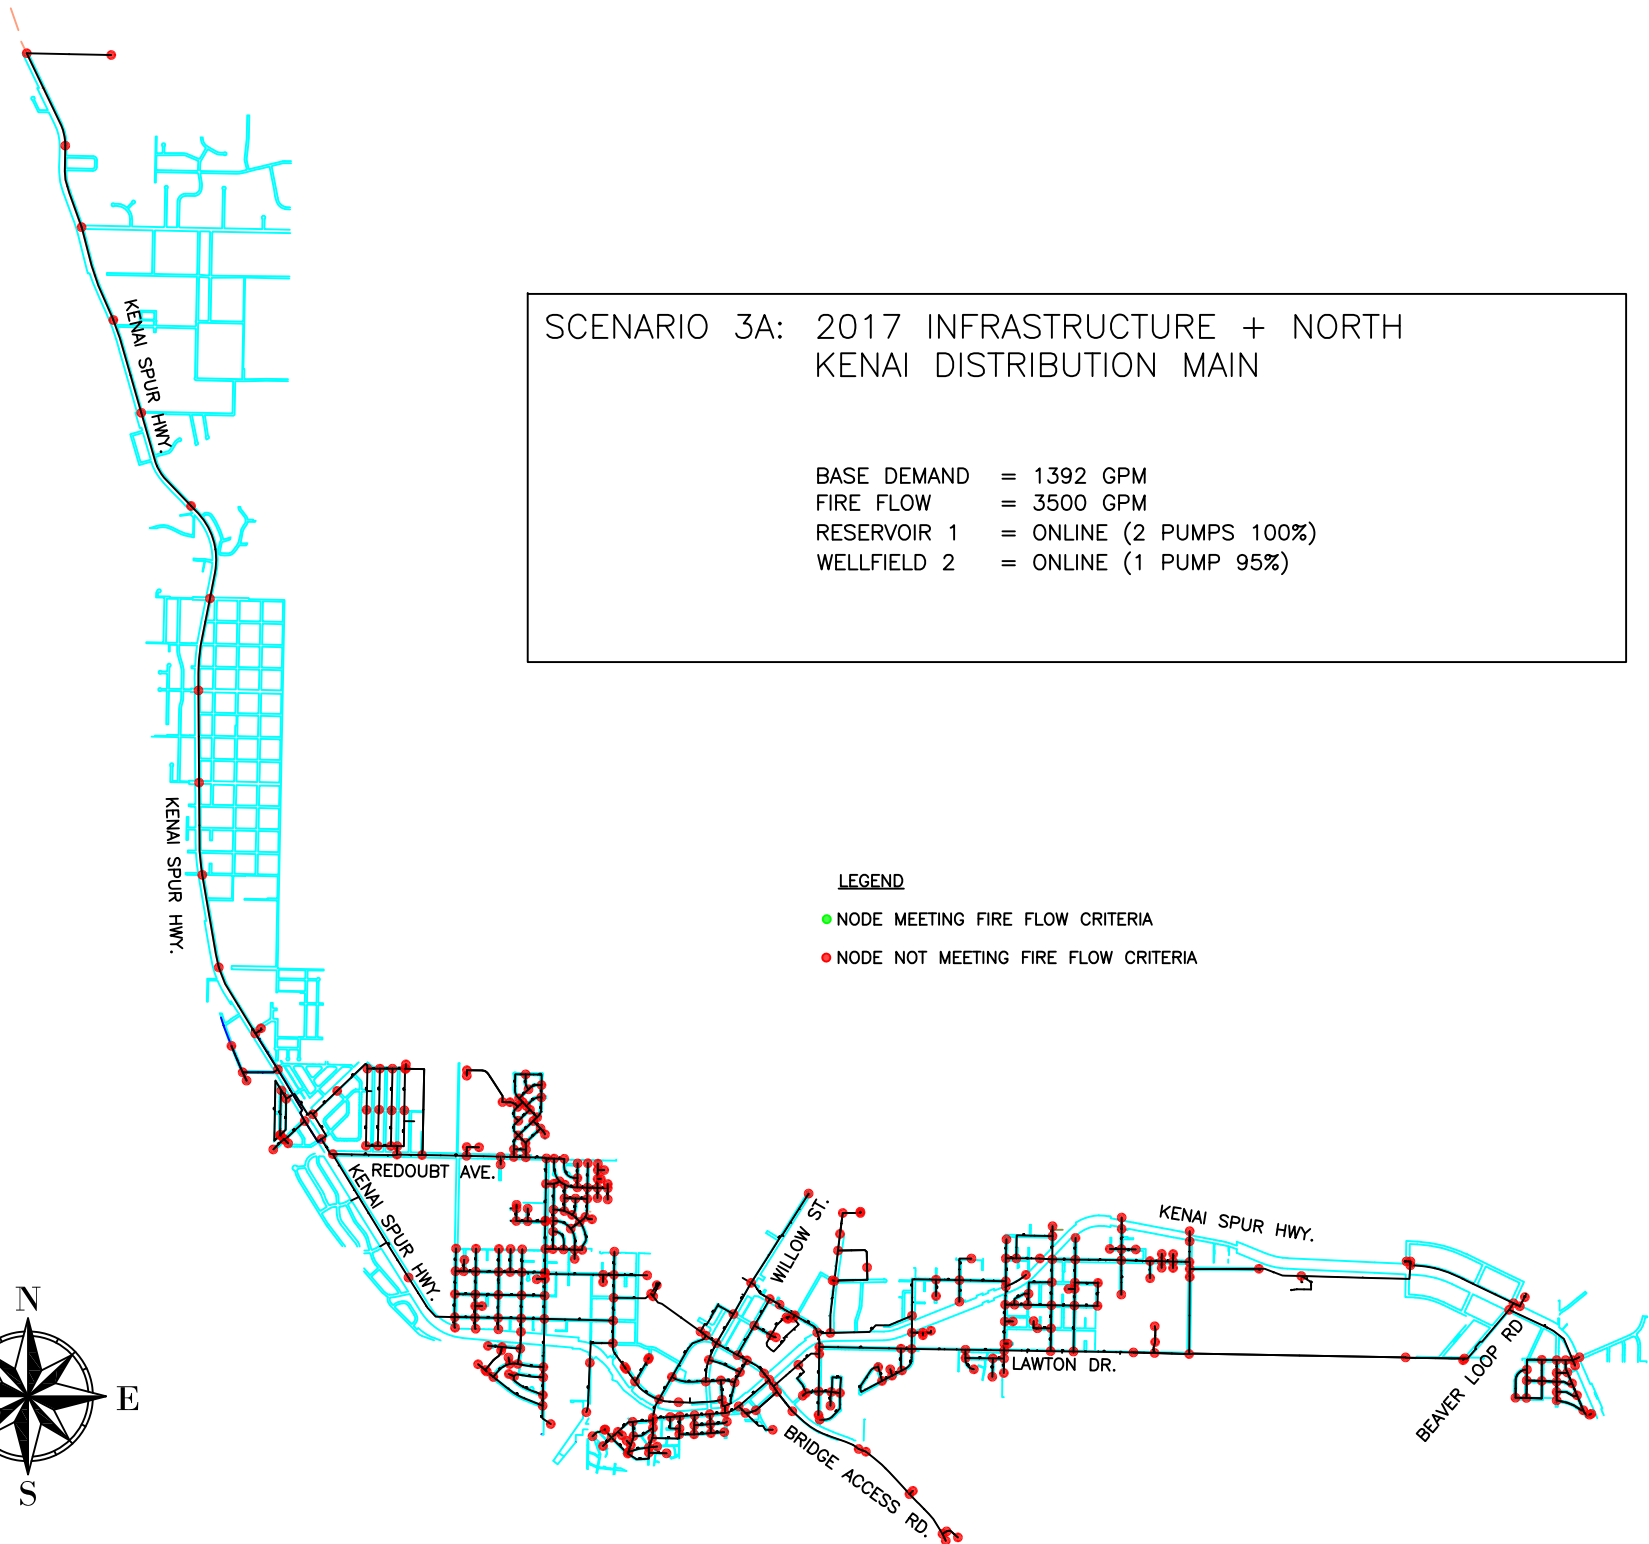 KENAI SPUR HWY.
SCENARIO 3A: 2017 INFRASTRUCTURE + NORTH
KENAI DISTRIBUTION MAIN
BASE DEMAND = 1392 GPM
FIRE FLOW = 3500 GPM
RESERVOIR 1 = ONLINE (2 PUMPS 100%)
WELLFIELD 2 = ONLINE (1 PUMP 95%)
KENAI SPUR HWY.
LEGEND
NODE MEETING FIRE FLOW CRITERIA
NODE NOT MEETING FIRE FLOW CRITERIA
REDOUBT AVE.
KENAI SPUR HWY.
WILLOW ST.
KENAI SPUR HWY.
LAWTON DR.
BEAVER LOOP RD
BRIDGE ACCESS RD.
N
E
S